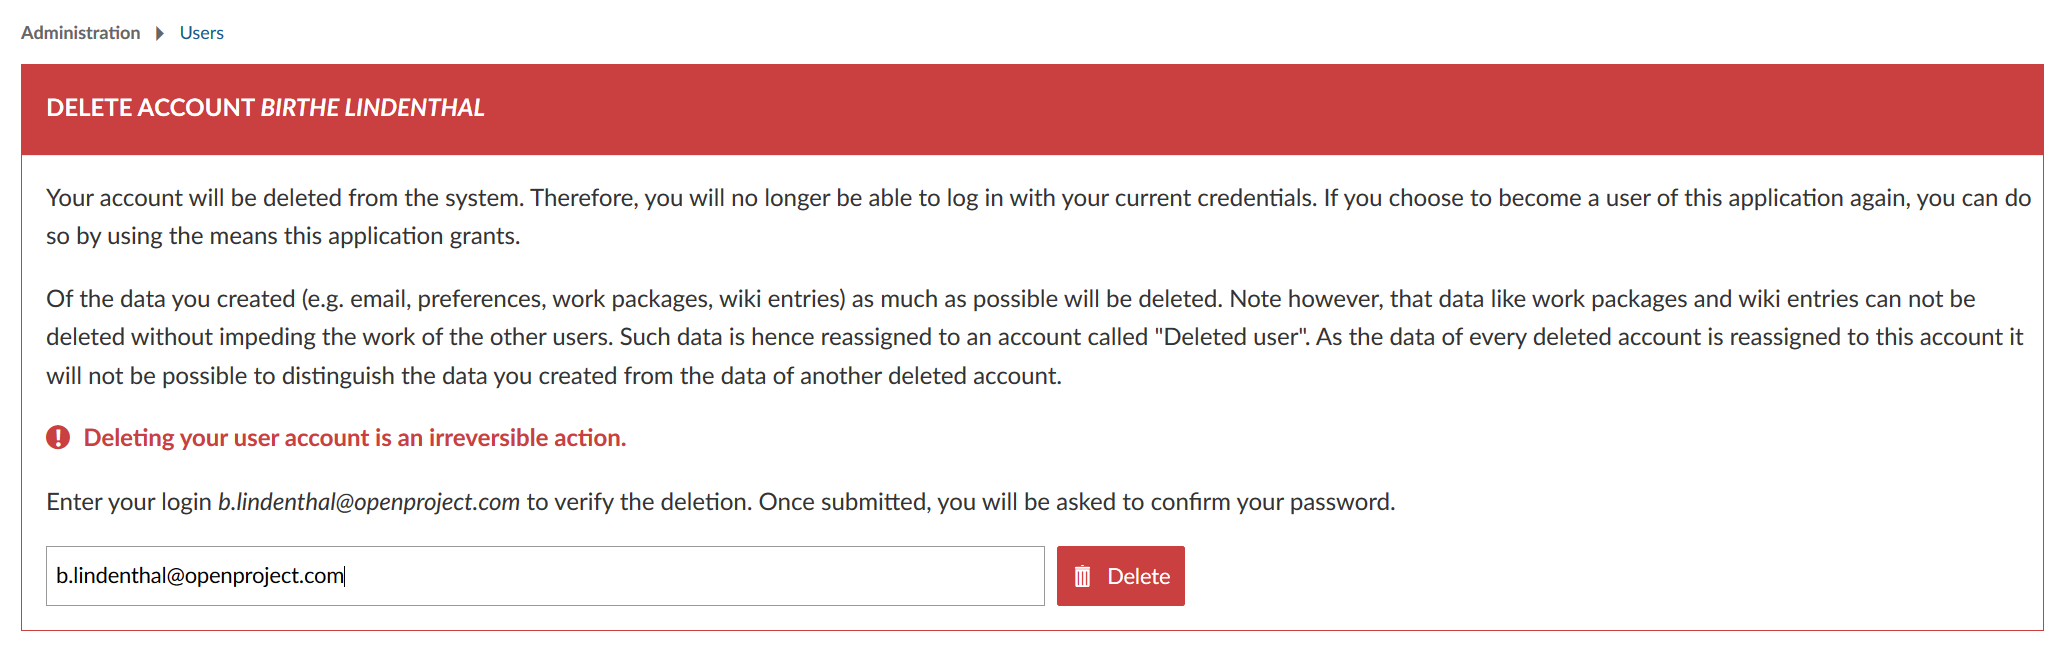 Administration Users
DELETE ACCOUNT BIRTHE LINDENTHAL
Your account will be deleted from the system. Therefore, you will no longer be able to log in with your current credentials. If you choose to become a user of this application again, you can do
so by using the means this application grants.
Of the data you created (e.g. email, preferences, work packages, wiki entries) as much as possible will be deleted. Note however, that data like work packages and wiki entries can not be
deleted without impeding the work of the other users. Such data is hence reassigned to an account called "Deleted user". As the data of every deleted account is reassigned to this account it
will not be possible to distinguish the data you created from the data of another deleted account.
Deleting your user account is an irreversible action.
Enter your login b.lindenthal@openproject.com to verify the deletion. Once submitted, you will be asked to confirm your password.
b.lindenthal@openproject.com
Delete